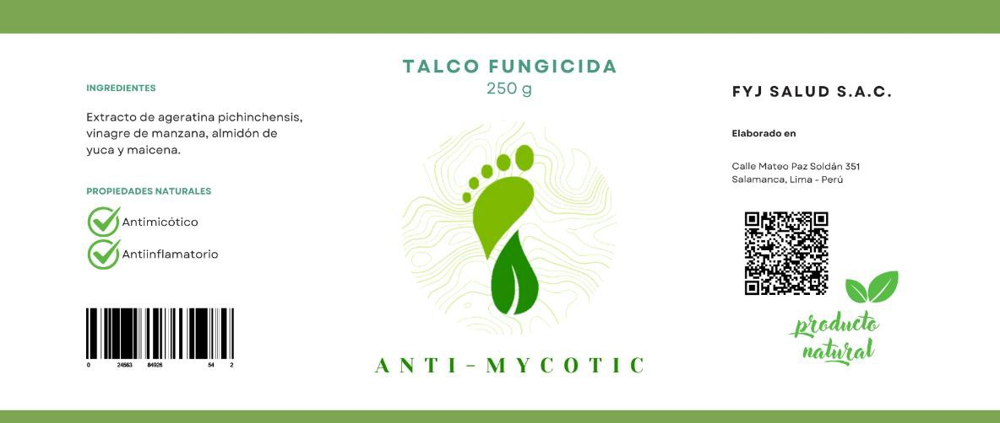 INGREDIENTES
Extracto de ageratina pichinchensis,
vinagre de manzana, almidón de
yuca y maicena.
PROPIEDADES NATURALES
Antimicótico
Antiinflamatorio
0 24563 84926 54 2
TALCO FUNGICIDA
250 g
ANTI-MYCOTIC
FYJ SALUD S.A.C.
Elaborado en
Calle Mateo Paz Soldán 351
Salamanca, Lima - Perú
producto
natural